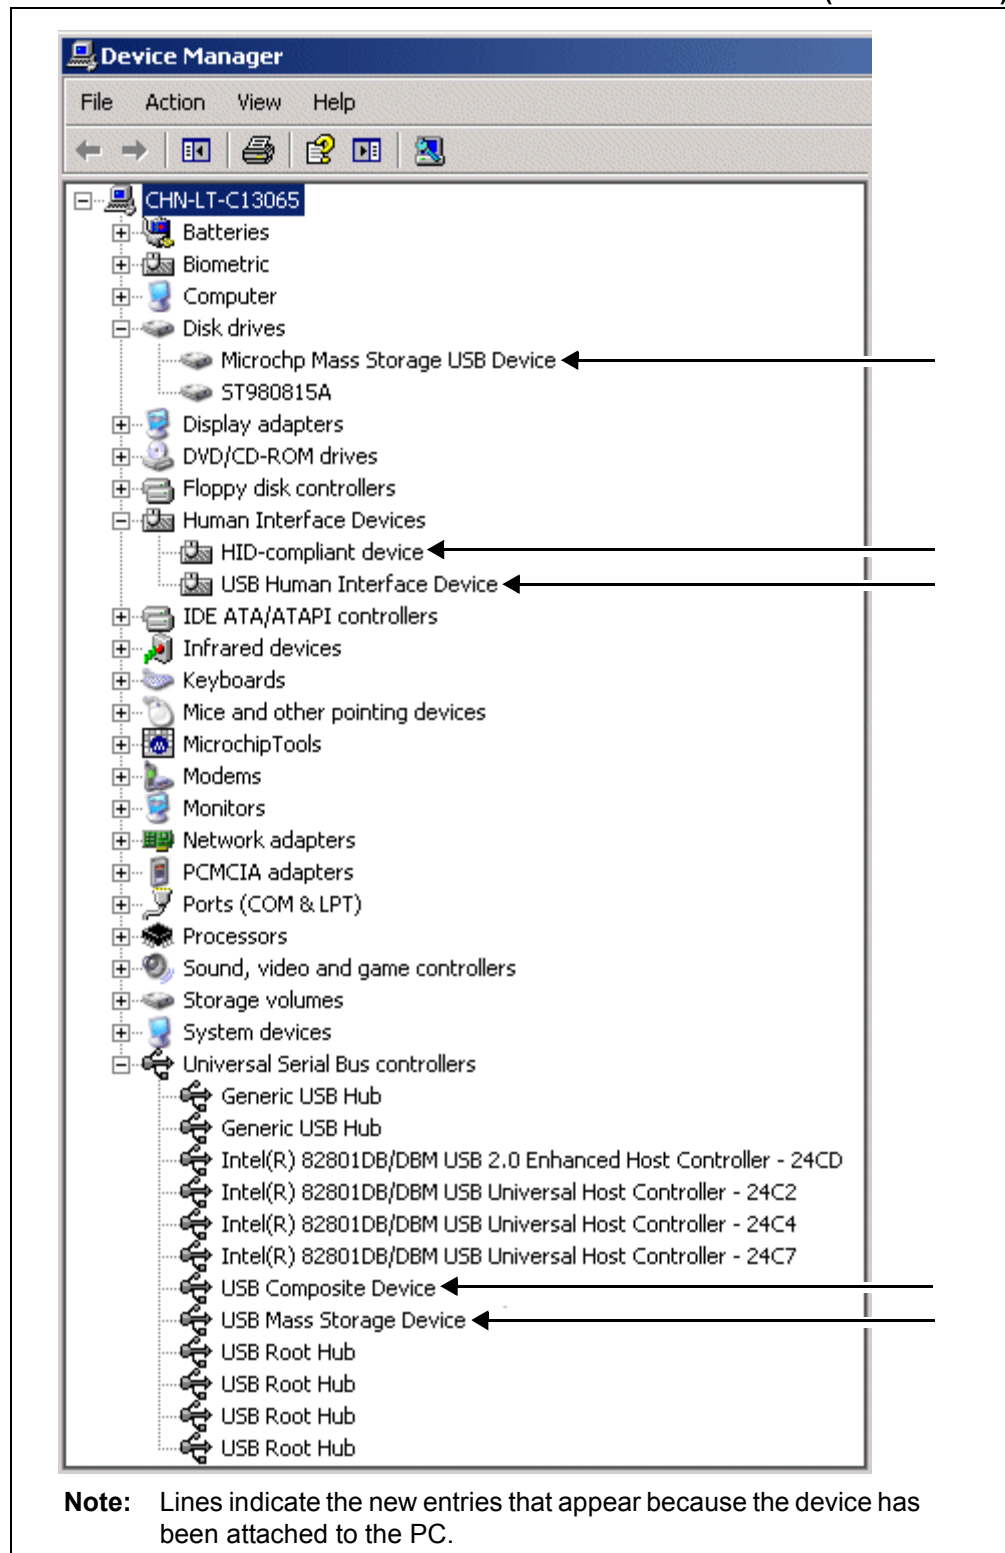 Device Manager
File Action View Help
CHN-LT-C13065
Batteries
Biometric
Computer
Disk drives
Microchp Mass Storage USB Device
ST980815A
Display adapters
DVD/CD-ROM drives
Floppy disk controllers
Human Interface Devices
HID-compliant device
USB Human Interface Device
IDE ATA/ATAPI controllers
Infrared devices
Keyboards
Mice and other pointing devices
MicrochipTools
Modems
Monitors
Network adapters
PCMCIA adapters
Ports (COM & LPT)
Processors
Sound, video and game controllers
Storage volumes
System devices
Universal Serial Bus controllers
Generic USB Hub
Generic USB Hub
Intel(R) 82801DB/DBM USB 2.0 Enhanced Host Controller - 24CD
Intel(R) 82801DB/DBM USB Universal Host Controller - 24C2
Intel(R) 82801DB/DBM USB Universal Host Controller - 24C4
Intel(R) 82801DB/DBM USB Universal Host Controller - 24C7
USB Composite Device
USB Mass Storage Device
USB Root Hub
USB Root Hub
USB Root Hub
USB Root Hub
Note: Lines indicate the new entries that appear because the device has
been attached to the PC.